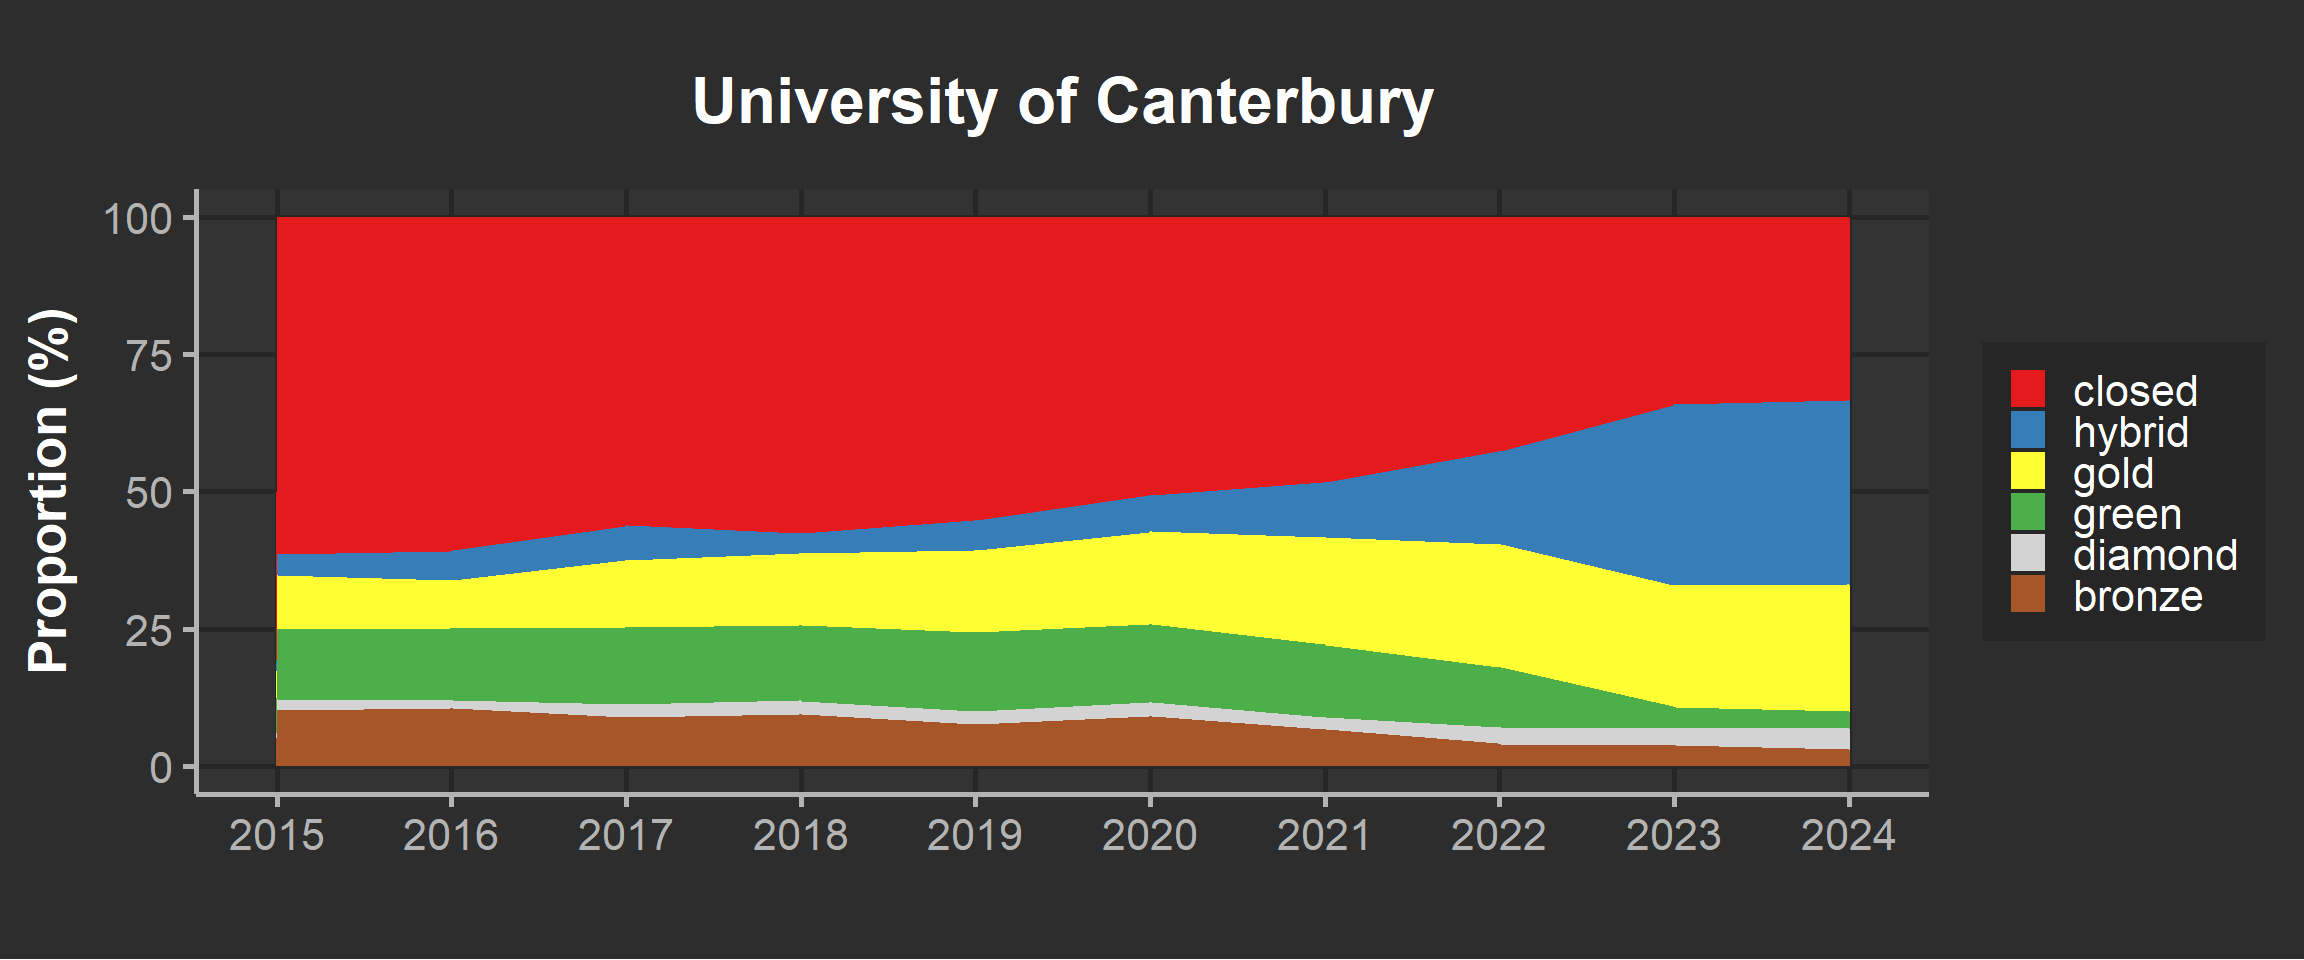 University of Canterbury
Proportion (%)
100
75
50
25
0
2015 2016 2017 2018 2019 2020 2021 2022 2023 2024
closed
hybrid
gold
green
diamond
bronze